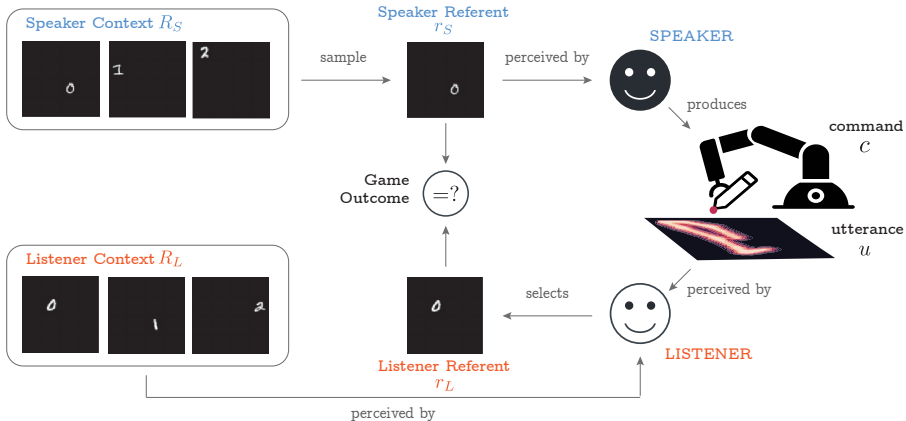 Speaker Context R_S
0
1
2
sample
Speaker Referent
r_S
0
perceived by
SPEAKER
produces
command
c
utterance
u
Game
Outcome
=?
Listener Context R_L
0
1
2
perceived by
LISTENER
selects
0
Listener Referent
r_L
perceived by